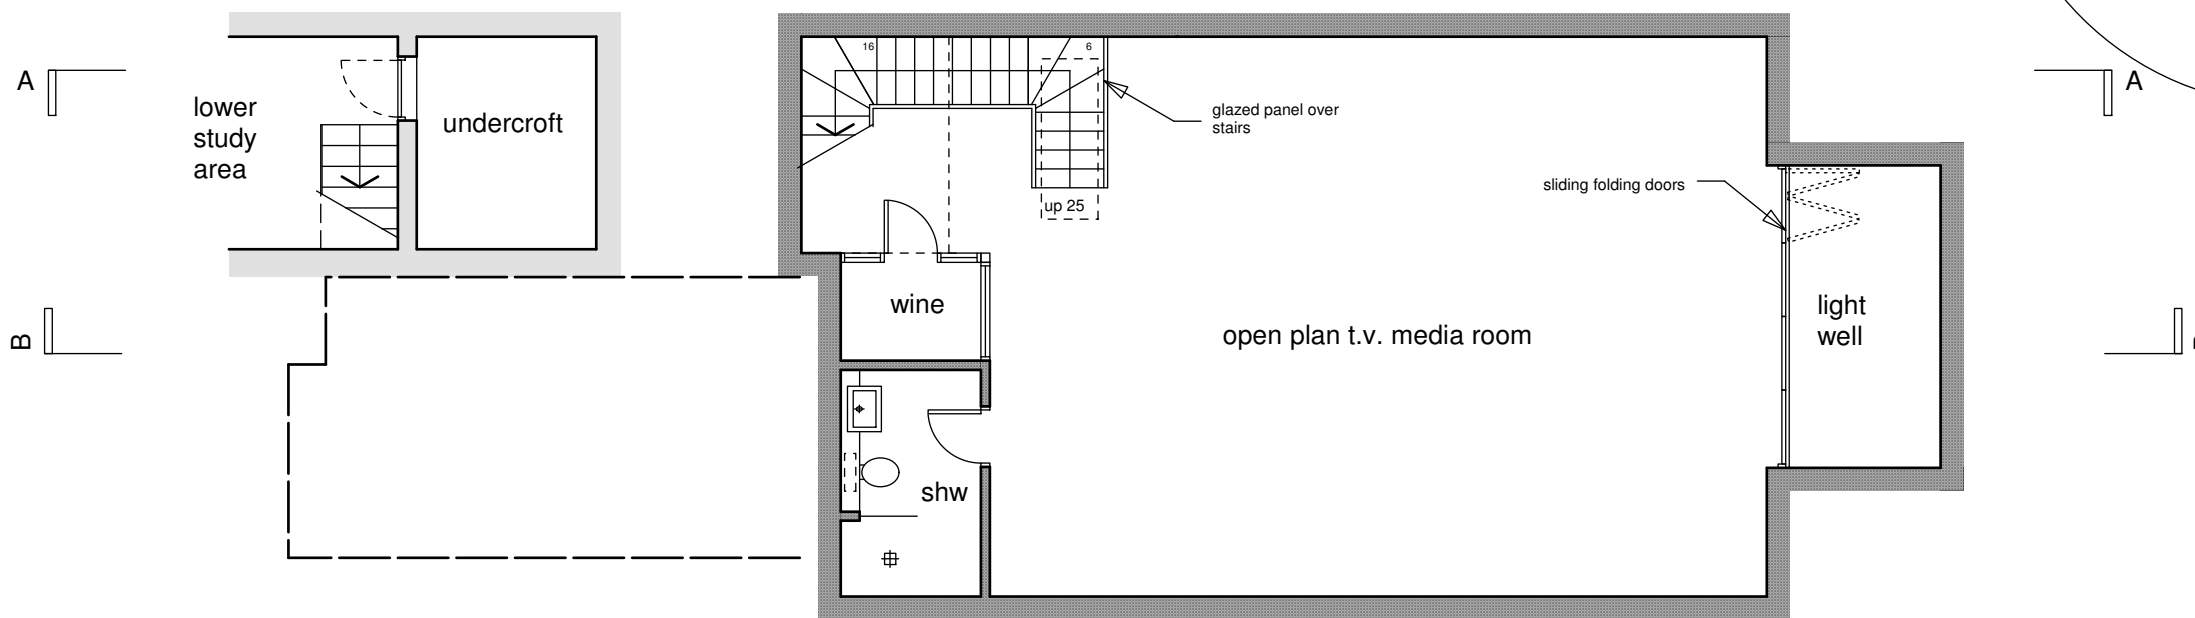 A
A
lower
study
area
undercroft
16
6
glazed panel over
stairs
sliding folding doors
up 25
wine
light
well
open plan t.v. media room
B
shw